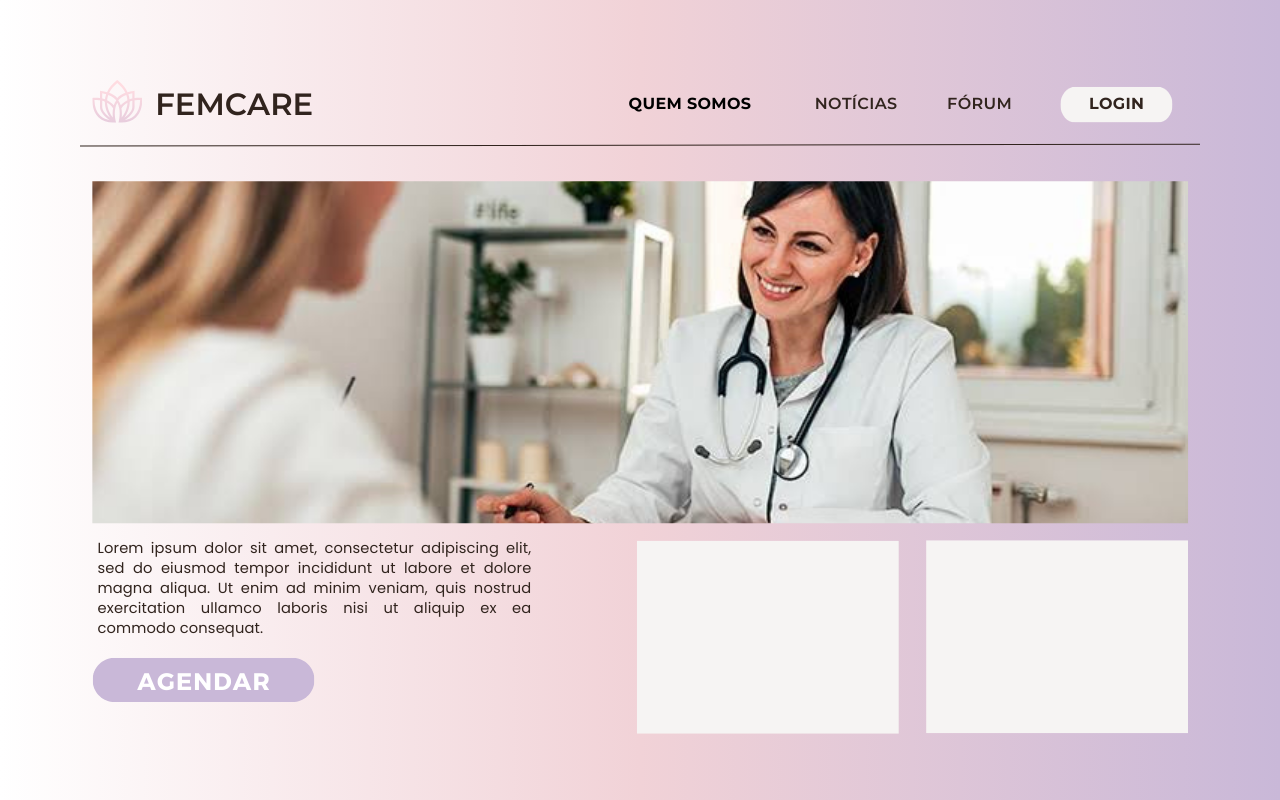 FEMCARE
QUEM SOMOS
NOTÍCIAS
FÓRUM
LOGIN
#life
Lorem ipsum dolor sit amet, consectetur adipiscing elit,
sed do eiusmod tempor incididunt ut labore et dolore
magna aliqua. Ut enim ad minim veniam, quis nostrud
exercitation ullamco laboris nisi ut aliquip ex ea
commodo consequat.
AGENDAR